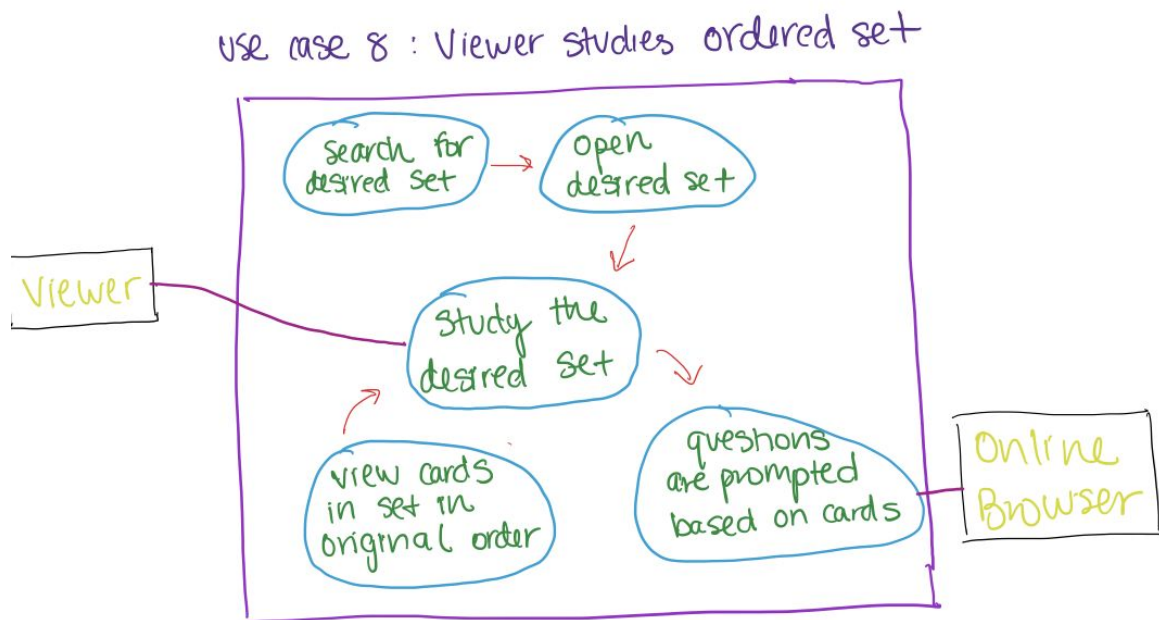 use case 8 : Viewer studies ordered set
search for
desired set
open
desired set
Viewer
study the
desired set
view cards
in set in
original order
questions
are prompted
based on cards
Online
Browser